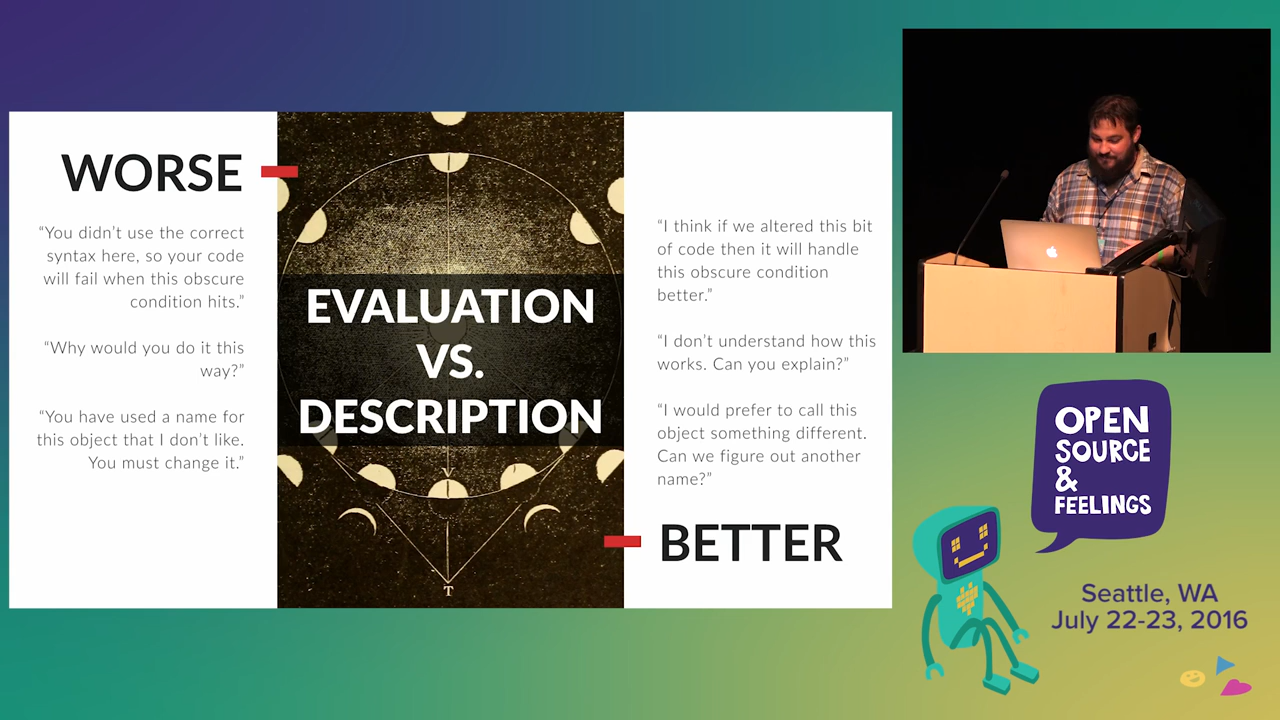 WORSE
“You didn’t use the correct
syntax here, so your code
will fail when this obscure
condition hits.”
“Why would you do it this
way?”
“You have used a name for
this object that I don’t like.
You must change it.”
EVALUATION
VS.
DESCRIPTION
V
T
“I think if we altered this bit
of code then it will handle
this obscure condition
better.”
“I don’t understand how this
works. Can you explain?”
“I would prefer to call this
object something different.
Can we figure out another
name?”
BETTER
OPEN
SOURCE
&
FEELINGS
Seattle, WA
July 22-23, 2016